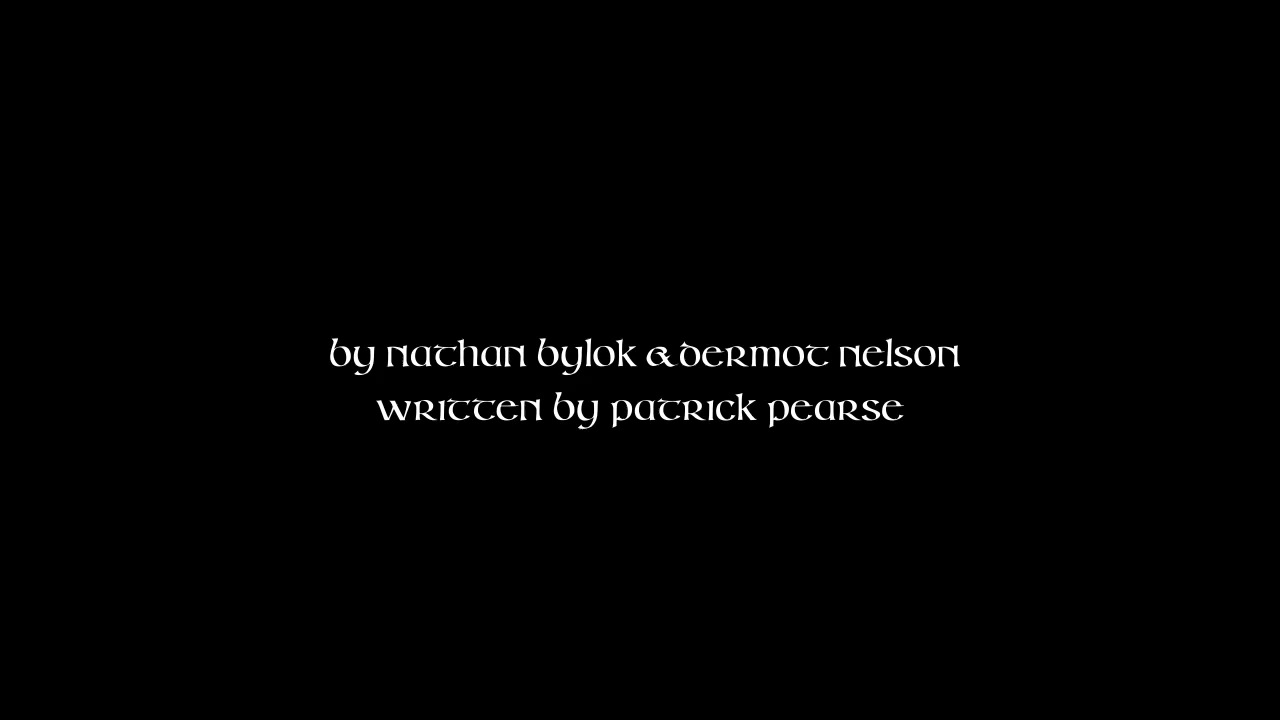 by nathan bylok & dermot nelson
written by patrick pearse